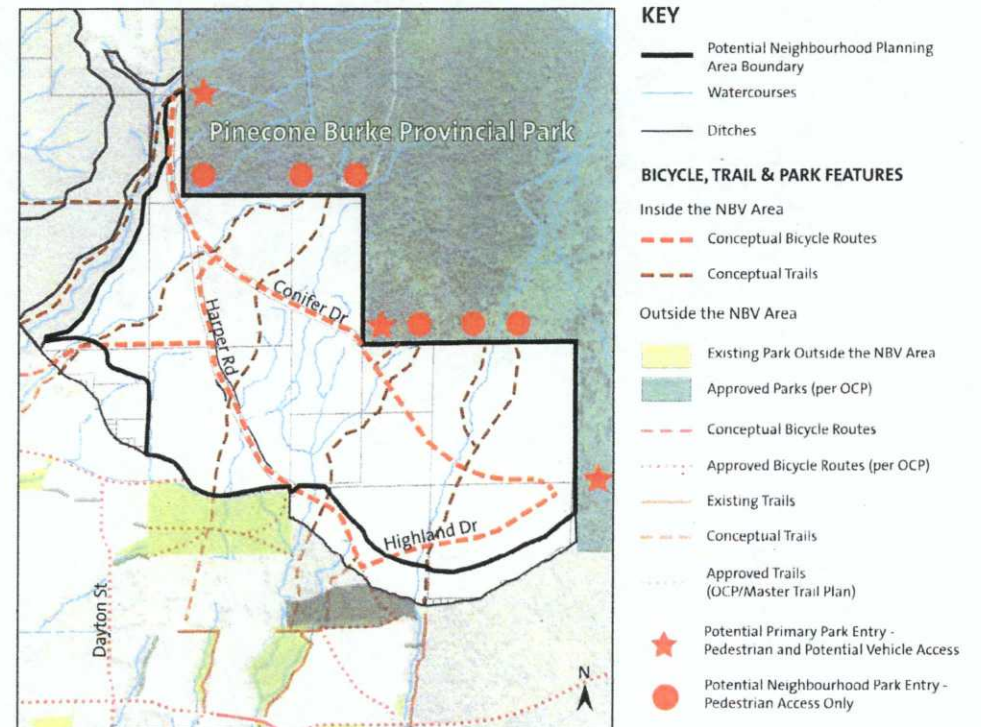 Pinecone Burke Provincial Park
Conifer Dr
Harper Rd
Highland Dr
Dayton St
N
KEY
Potential Neighbourhood Planning
Area Boundary
Watercourses
Ditches
BICYCLE, TRAIL & PARK FEATURES
Inside the NBV Area
Conceptual Bicycle Routes
Conceptual Trails
Outside the NBV Area
Existing Park Outside the NBV Area
Approved Parks (per OCP)
Conceptual Bicycle Routes
Approved Bicycle Routes (per OCP)
Existing Trails
Conceptual Trails
Approved Trails
(OCP/Master Trail Plan)
Potential Primary Park Entry -
Pedestrian and Potential Vehicle Access
Potential Neighbourhood Park Entry -
Pedestrian Access Only